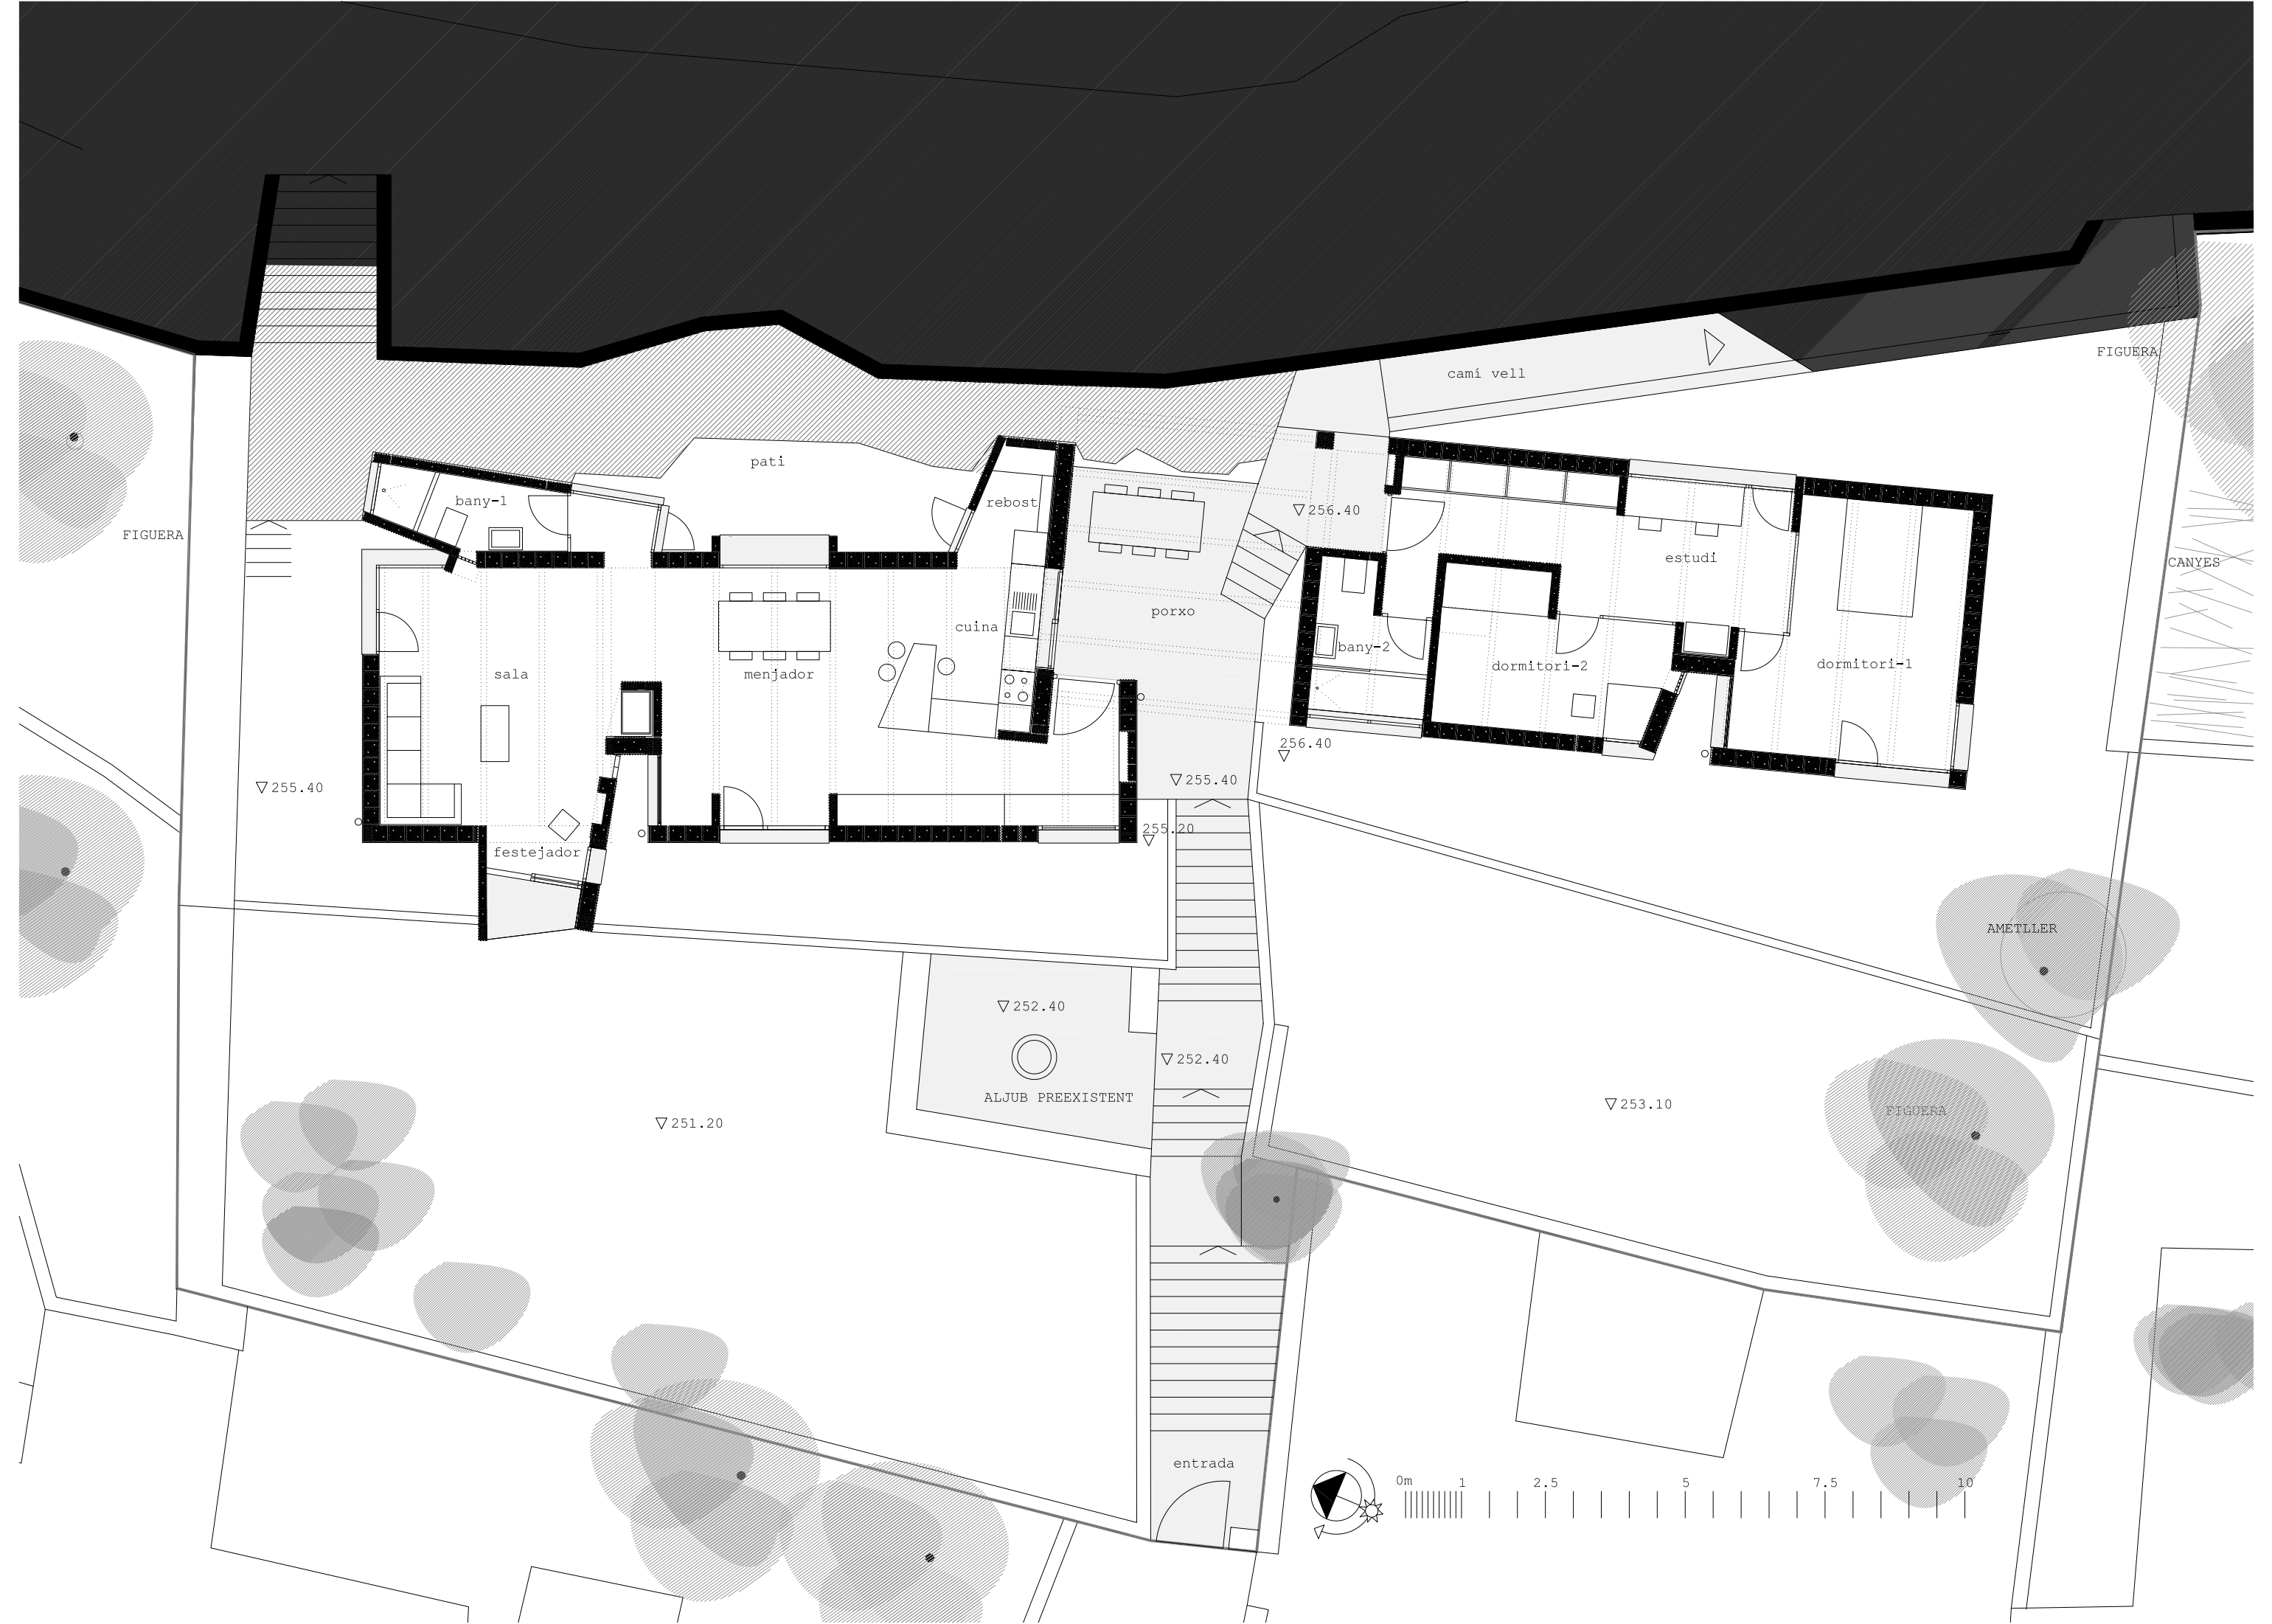 FIGUERA
camí vell
pati
bany-1
rebost
256.40
FIGUERA
estudi
CANYES
porxo
cuina
bany-2
dormitori-2
dormitori-1
sala
menjador
256.40
255.40
255.40
255.20
festejador
AMETLLER
252.40
252.40
ALJUB PREEXISTENT
253.10
FIGUERA
251.20
entrada
0m 1 2.5 5 7.5 10